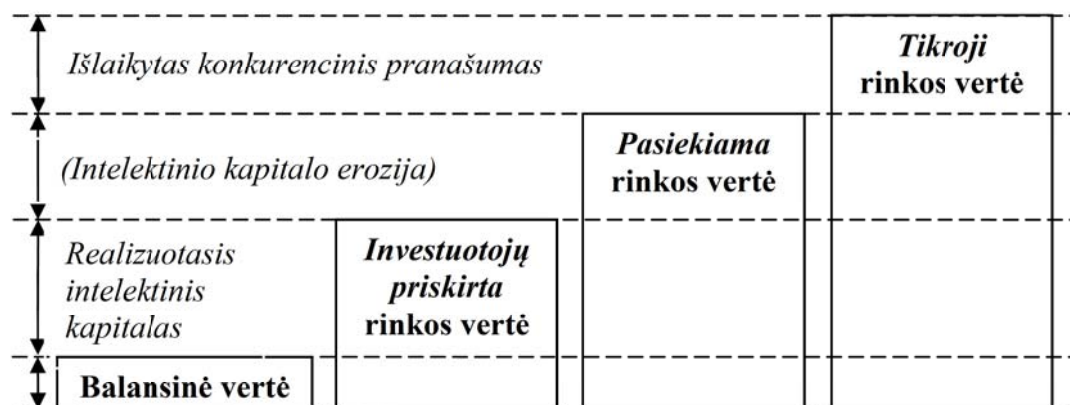 Išlaikytas konkurencinis pranašumas
Tikroji
rinkos vertė
(Intelektinio kapitalo erozija)
Pasiekiama
rinkos vertė
Realizuotasis
intelektinis
kapitalas
Investuotojų
priskirta
rinkos vertė
Balansinė vertė